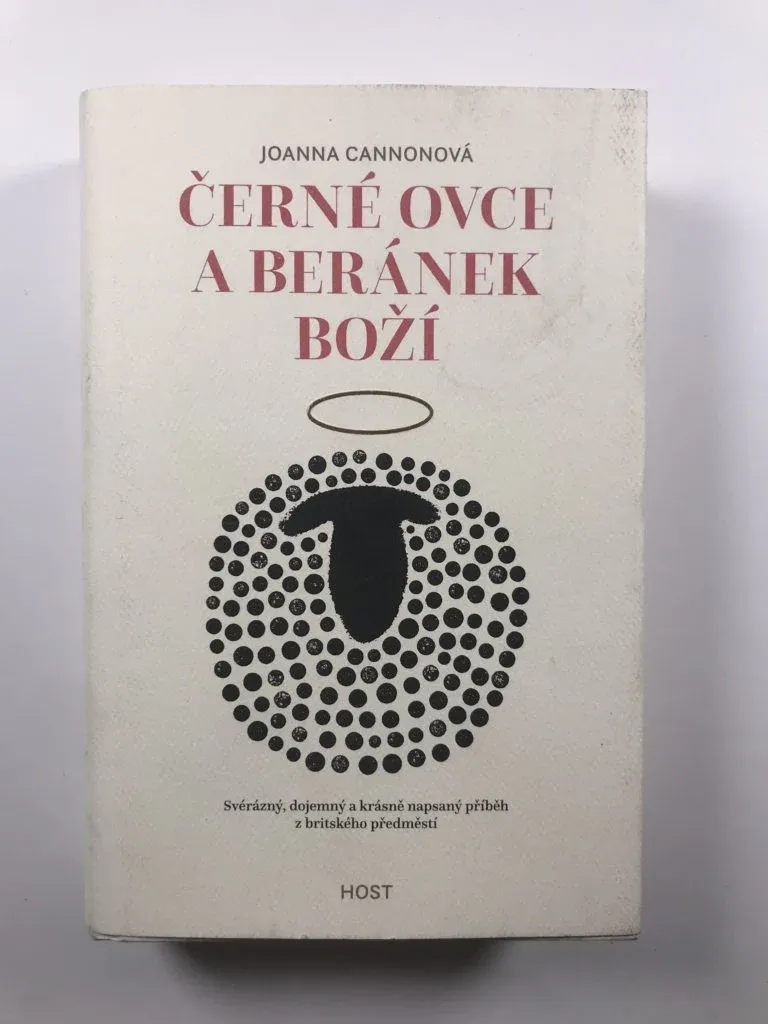 JOANNA CANNONOVÁ
ČERNÉ OVCE
A BERÁNEK
BOŽÍ
Svérázný, dojemný a krásně napsaný příběh
z britského předměstí
HOST